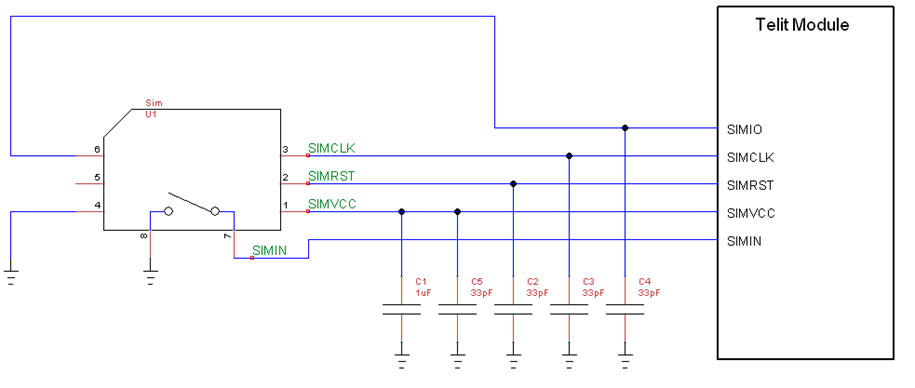 Telit Module
Sim
U1
SIMIO
6
3
SIMCLK
SIMCLK
5
2
SIMRST
SIMRST
4
1
SIMVCC
SIMVCC
8
7
SIMIN
SIMIN
C1
1uF
C5
33pF
C2
33pF
C3
33pF
C4
33pF